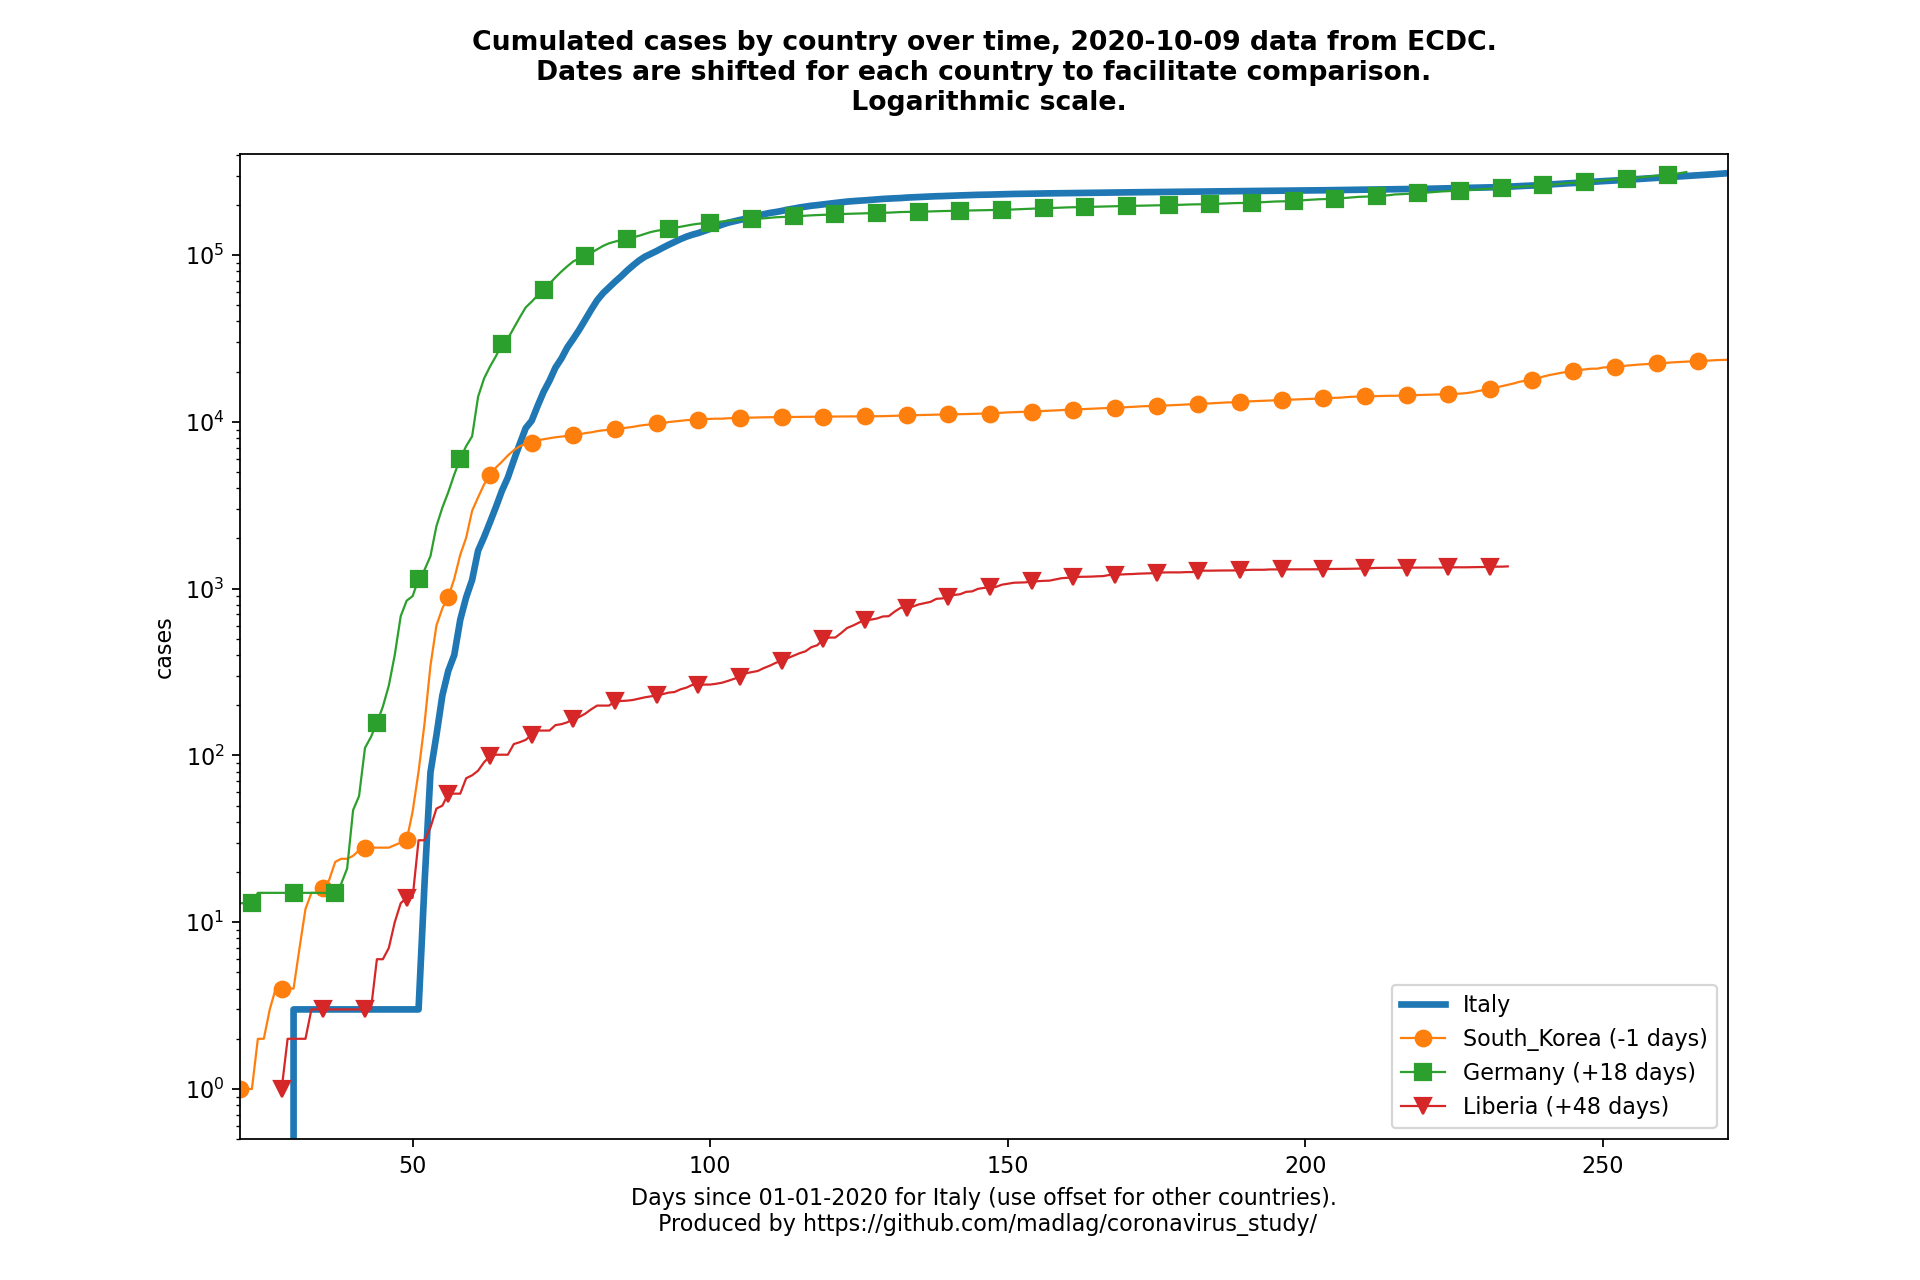 Cumulated cases by country over time, 2020-10-09 data from ECDC.
Dates are shifted for each country to facilitate comparison.
Logarithmic scale.
10^5
10^4
10^3
10^2
10^1
10^0
cases
Italy
South_Korea (-1 days)
Germany (+18 days)
Liberia (+48 days)
50 100 150 200 250
Days since 01-01-2020 for Italy (use offset for other countries).
Produced by https://github.com/madlag/coronavirus_study/